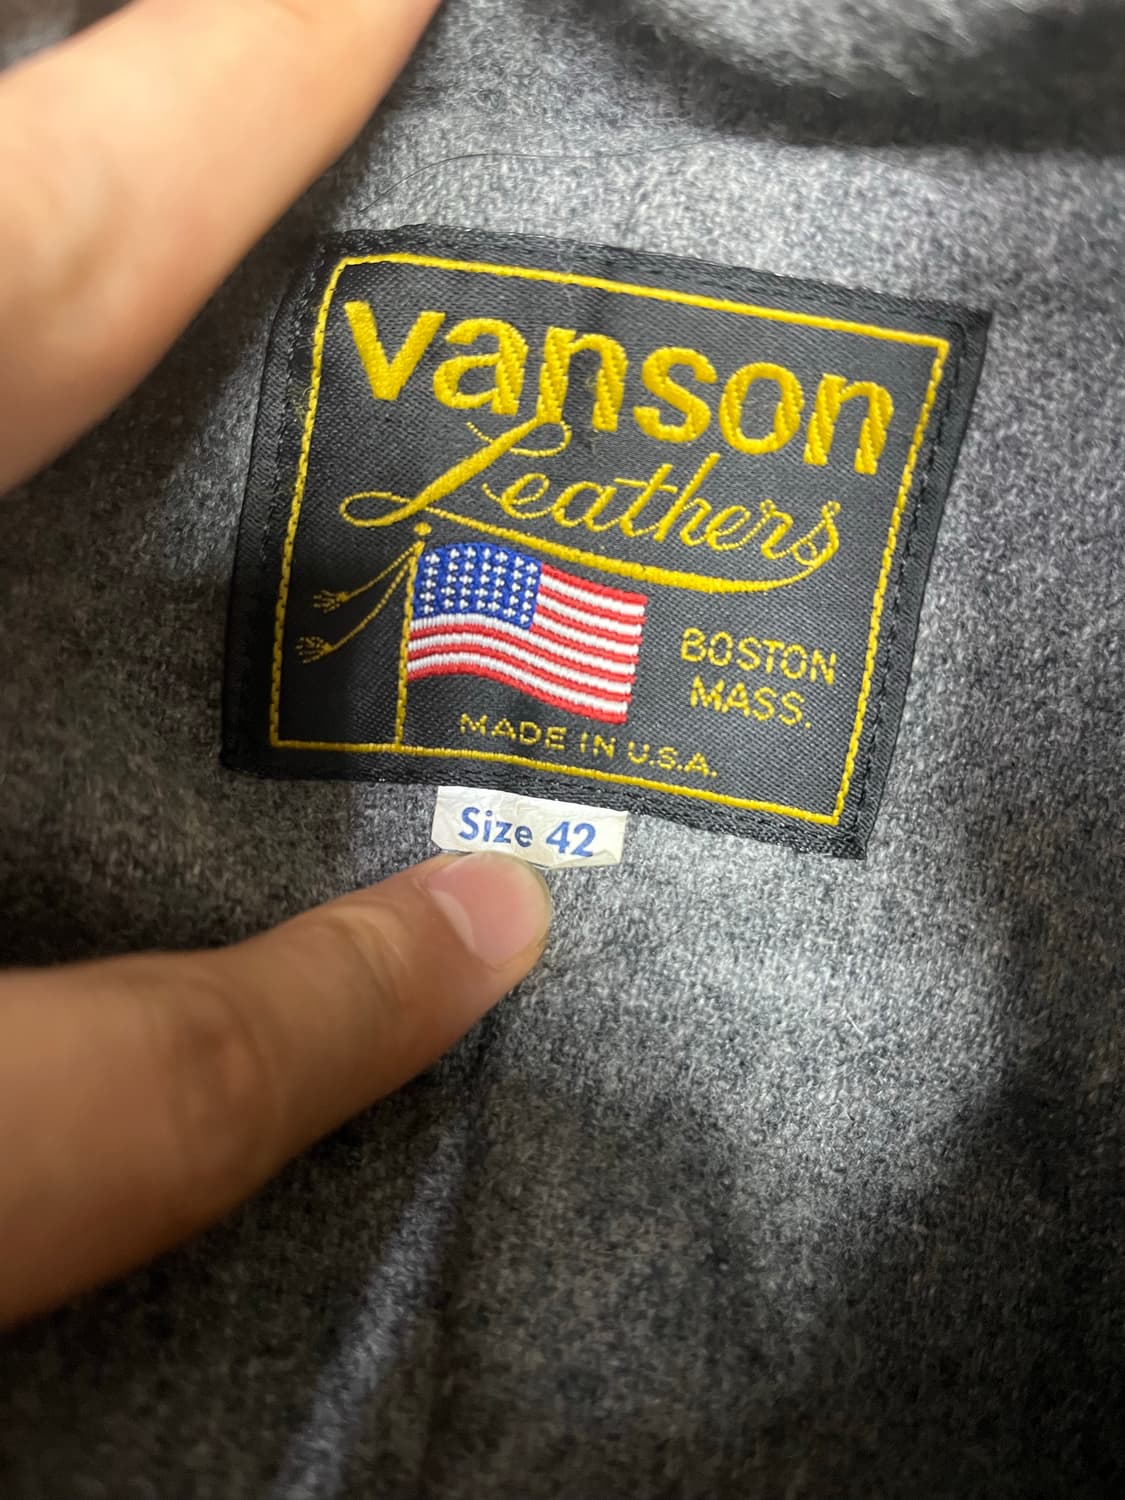 vanson
Leathers
BOSTON
MASS.
MADE IN U.S.A.
Size 42